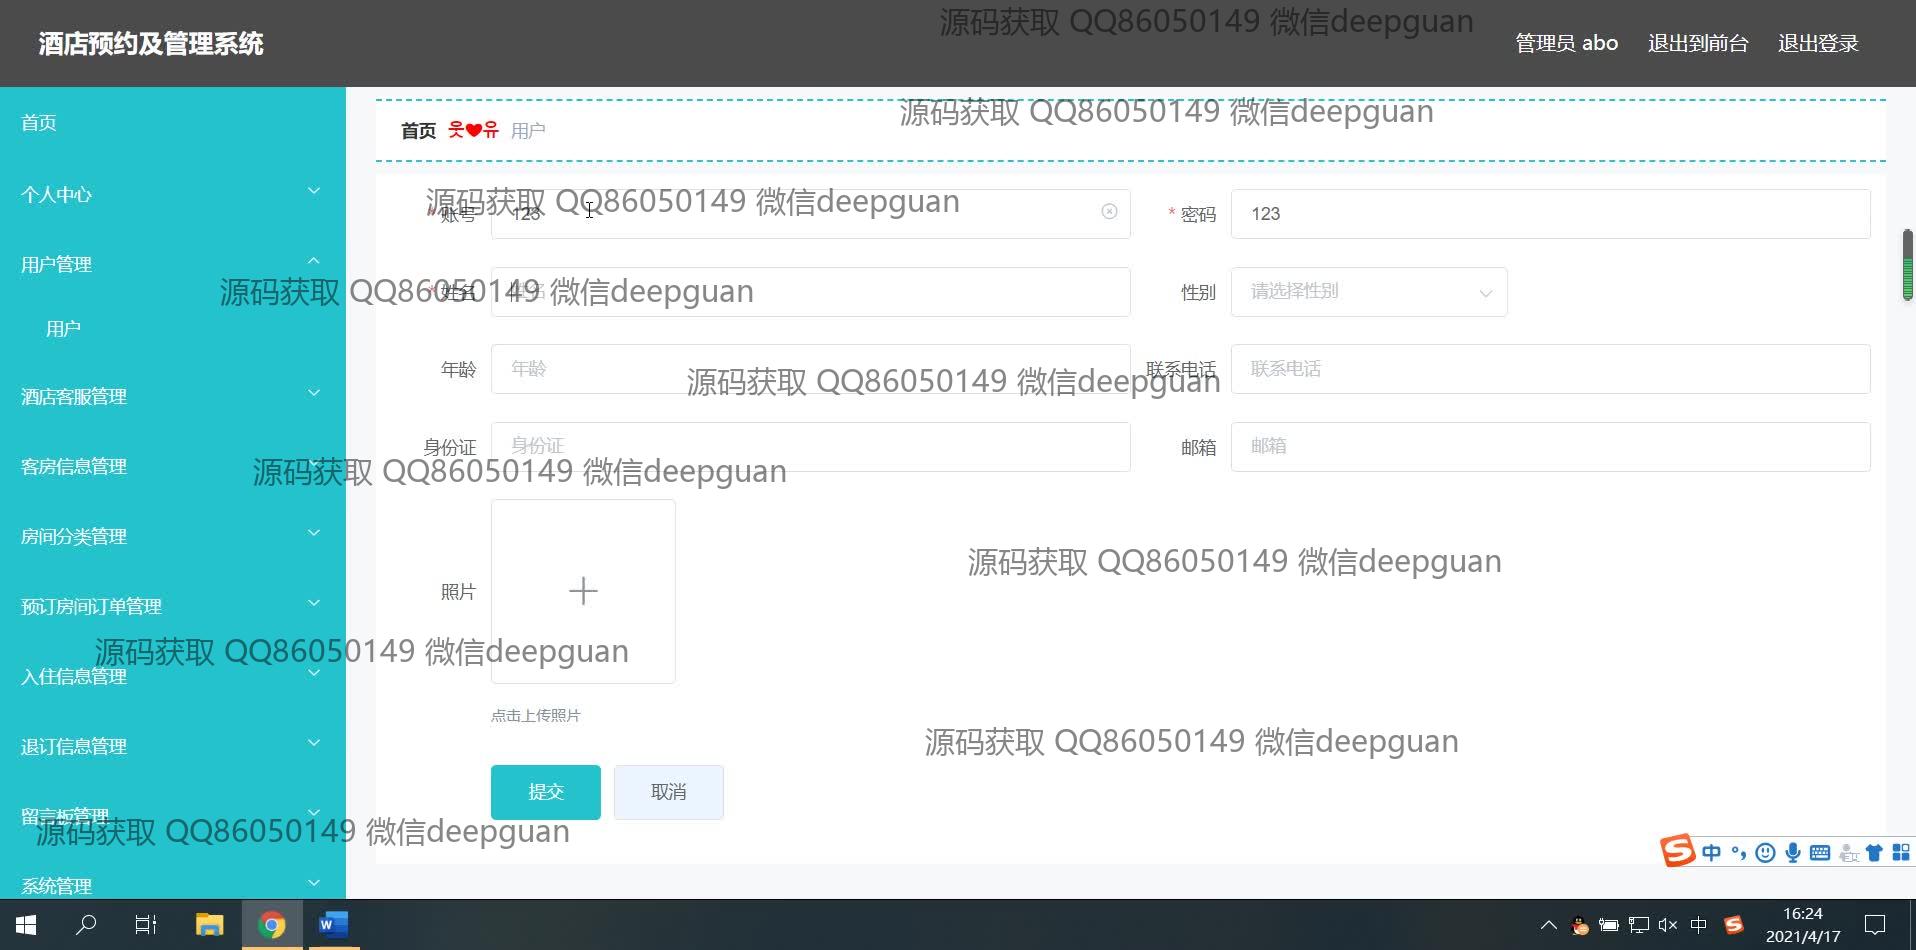 源码获取 QQ86050149 微信deepguan
酒店预约及管理系统
管理员 abo
退出到前台
退出登录
首页
个人中心
用户管理
用户
酒店客服管理
客房信息管理
房间分类管理
预订房间订单管理
入住信息管理
退订信息管理
留言板管理
系统管理
源码获取 QQ86050149 微信deepguan
首页 웃❤유 用户
源码获取 QQ86050149 微信deepguan
* 账号 123
* 密码 123
源码获取 QQ86050149 微信deepguan
* 姓名 姓名
性别 请选择性别
年龄 年龄
联系电话 联系电话
源码获取 QQ86050149 微信deepguan
身份证 身份证
邮箱 邮箱
源码获取 QQ86050149 微信deepguan
源码获取 QQ86050149 微信deepguan
照片
源码获取 QQ86050149 微信deepguan
点击上传照片
源码获取 QQ86050149 微信deepguan
提交
取消
源码获取 QQ86050149 微信deepguan
S 中
W
中 S
16:24
2021/4/17